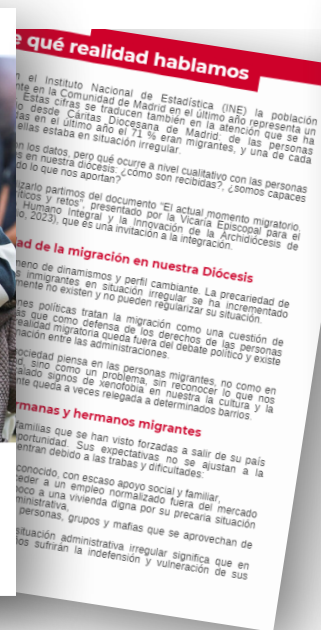 e qué realidad hablamos
el Instituto Nacional de Estadística (INE) la población
nte en la Comunidad de Madrid en el último año representa un
Estas cifras se traducen también en la atención que se ha
desde Cáritas Diocesana de Madrid: de las personas
das en el último año el 71 % eran migrantes, y una de cada
ellas estaba en situación irregular.
n los datos, pero qué ocurre a nivel cualitativo con las personas
es en nuestra diócesis: ¿cómo son recibidas?, ¿somos capaces
do lo que nos aportan?
izarlo partimos del documento "El actual momento migratorio.
ticos y retos", presentado por la Vicaría Episcopal para el
Humano Integral y la Innovación de la Archidiócesis de
io, 2023), que es una invitación a la integración.
ad de la migración en nuestra Diócesis
meno de dinamismos y perfil cambiante. La precariedad de
s inmigrantes en situación irregular se ha incrementado
mente no existen y no pueden regularizar su situación.
nes políticas tratan la migración como una cuestión de
ás que como defensa de los derechos de las personas
realidad migratoria queda fuera del debate político y existe
nación entre las administraciones.
sociedad piensa en las personas migrantes, no como en
d, sino como un problema, sin reconocer lo que nos
alado signos de xenofobia en nuestra cultura y la
nte queda a veces relegada a determinados barrios.
rmanas y hermanos migrantes
familias que se han visto forzadas a salir de su país
portunidad. Sus expectativas no se ajustan a la
entran debido a las trabas y dificultades:
conocido, con escaso apoyo social y familiar,
ceder a un empleo normalizado fuera del mercado
oco a una vivienda digna por su precaria situación
ministrativa,
personas, grupos y mafias que se aprovechan de
situación administrativa irregular significa que en
os sufrirán la indefensión y vulneración de sus